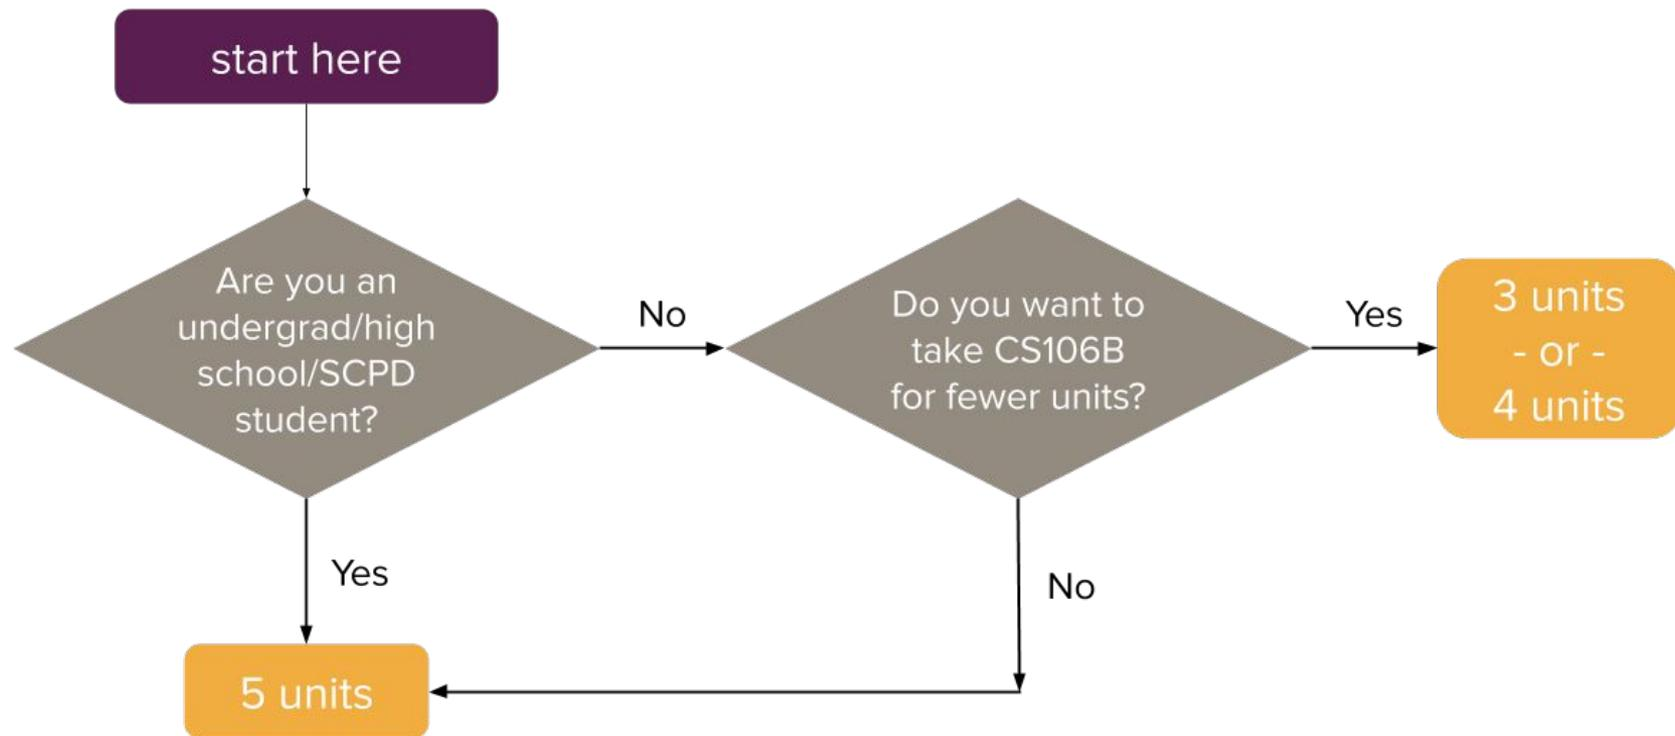 start here
Are you an
undergrad/high
school/SCPD
student?
No
Do you want to
take CS106B
for fewer units?
Yes
3 units
- or -
4 units
Yes
No
5 units